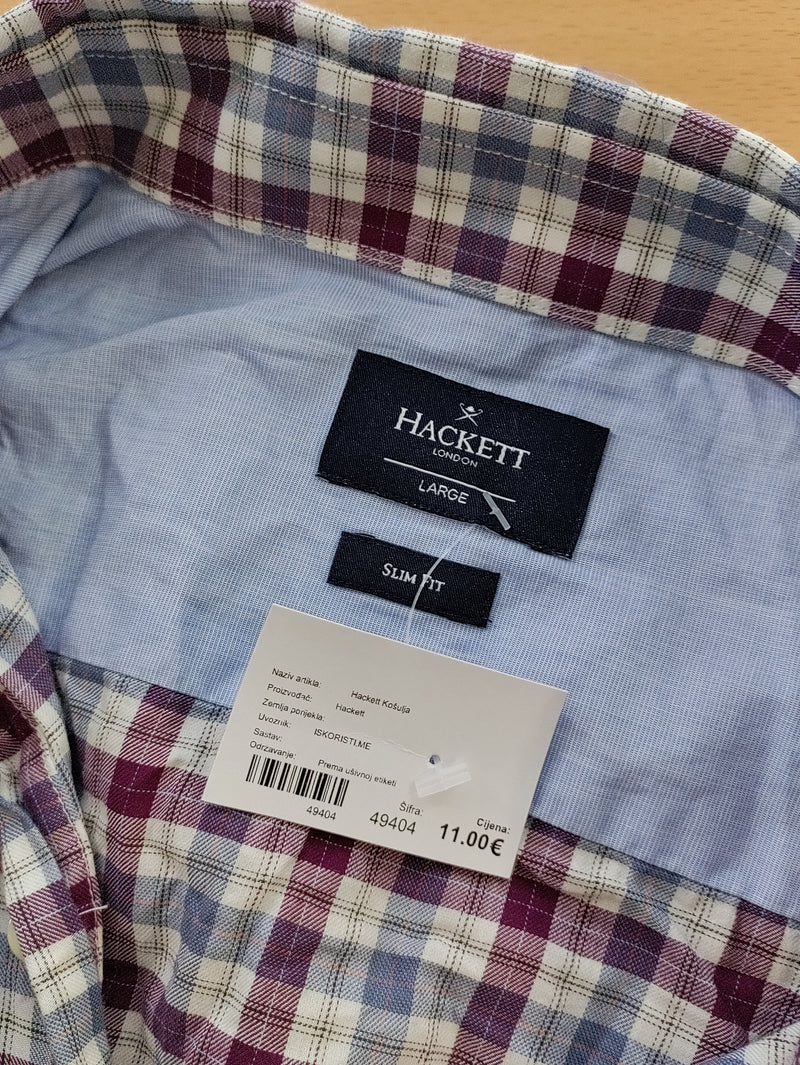 HACKETT
LONDON
LARGE
SLIM FIT
Naziv artikla: Hackett Košulja
Proizvođač: Hackett
Zemlja porijekla:
Uvoznik: ISKORISTI.ME
Sastav:
Održavanje: Prema ušivnoj etiketi
49404
Šifra:
49404
Cijena:
11.00€